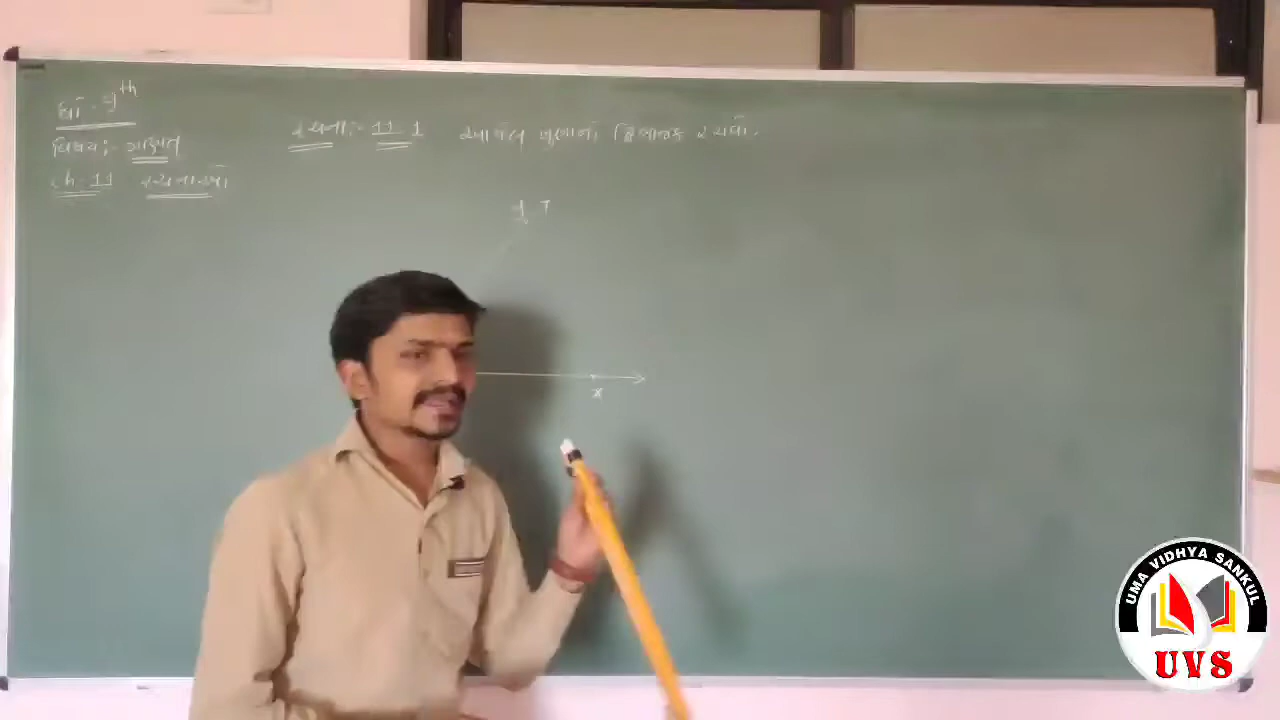 ધો - 9th
વિષય :- ગણિત
ch-11 રચનાઓ
રચના :- 11.1 આપેલ ખૂણાનો દ્વિભાજક રચવો.
x
UMA VIDHYA SANKUL
UVS